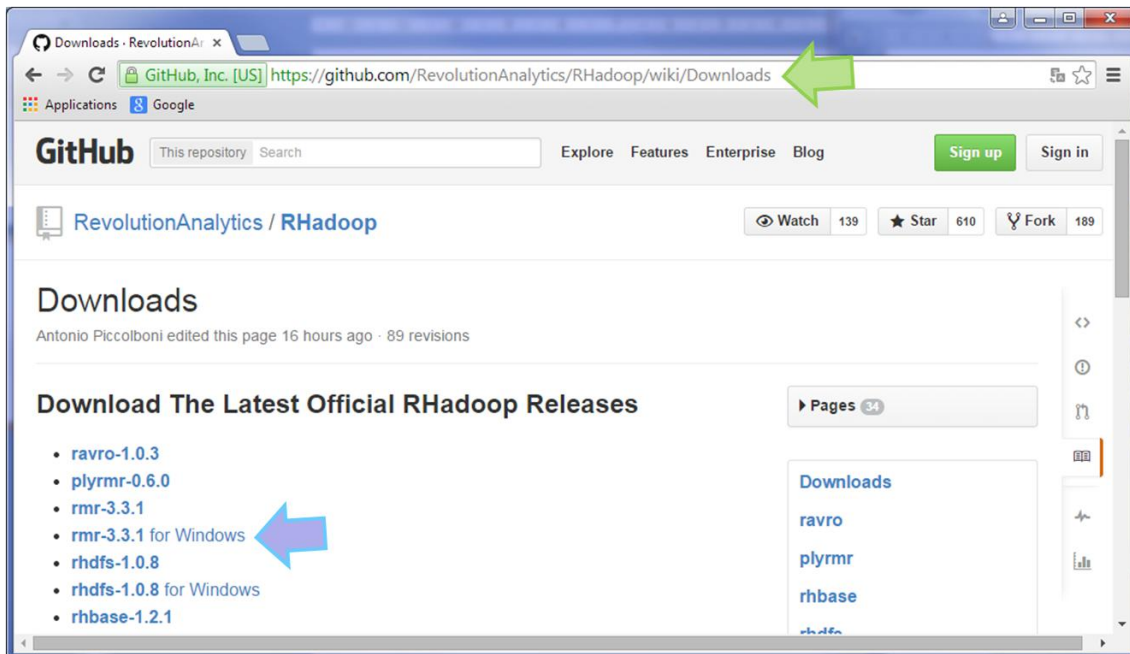 Downloads · RevolutionAr
GitHub, Inc. [US] https://github.com/RevolutionAnalytics/RHadoop/wiki/Downloads
Applications Google
GitHub This repository Search Explore Features Enterprise Blog Sign up Sign in
RevolutionAnalytics / RHadoop Watch 139 Star 610 Fork 189
Downloads
Antonio Piccolboni edited this page 16 hours ago · 89 revisions
Download The Latest Official RHadoop Releases
Pages 34
• ravro-1.0.3
• plyrmr-0.6.0
• rmr-3.3.1
• rmr-3.3.1 for Windows
• rhdfs-1.0.8
• rhdfs-1.0.8 for Windows
• rhbase-1.2.1
Downloads
ravro
plyrmr
rhbase
rhdfs